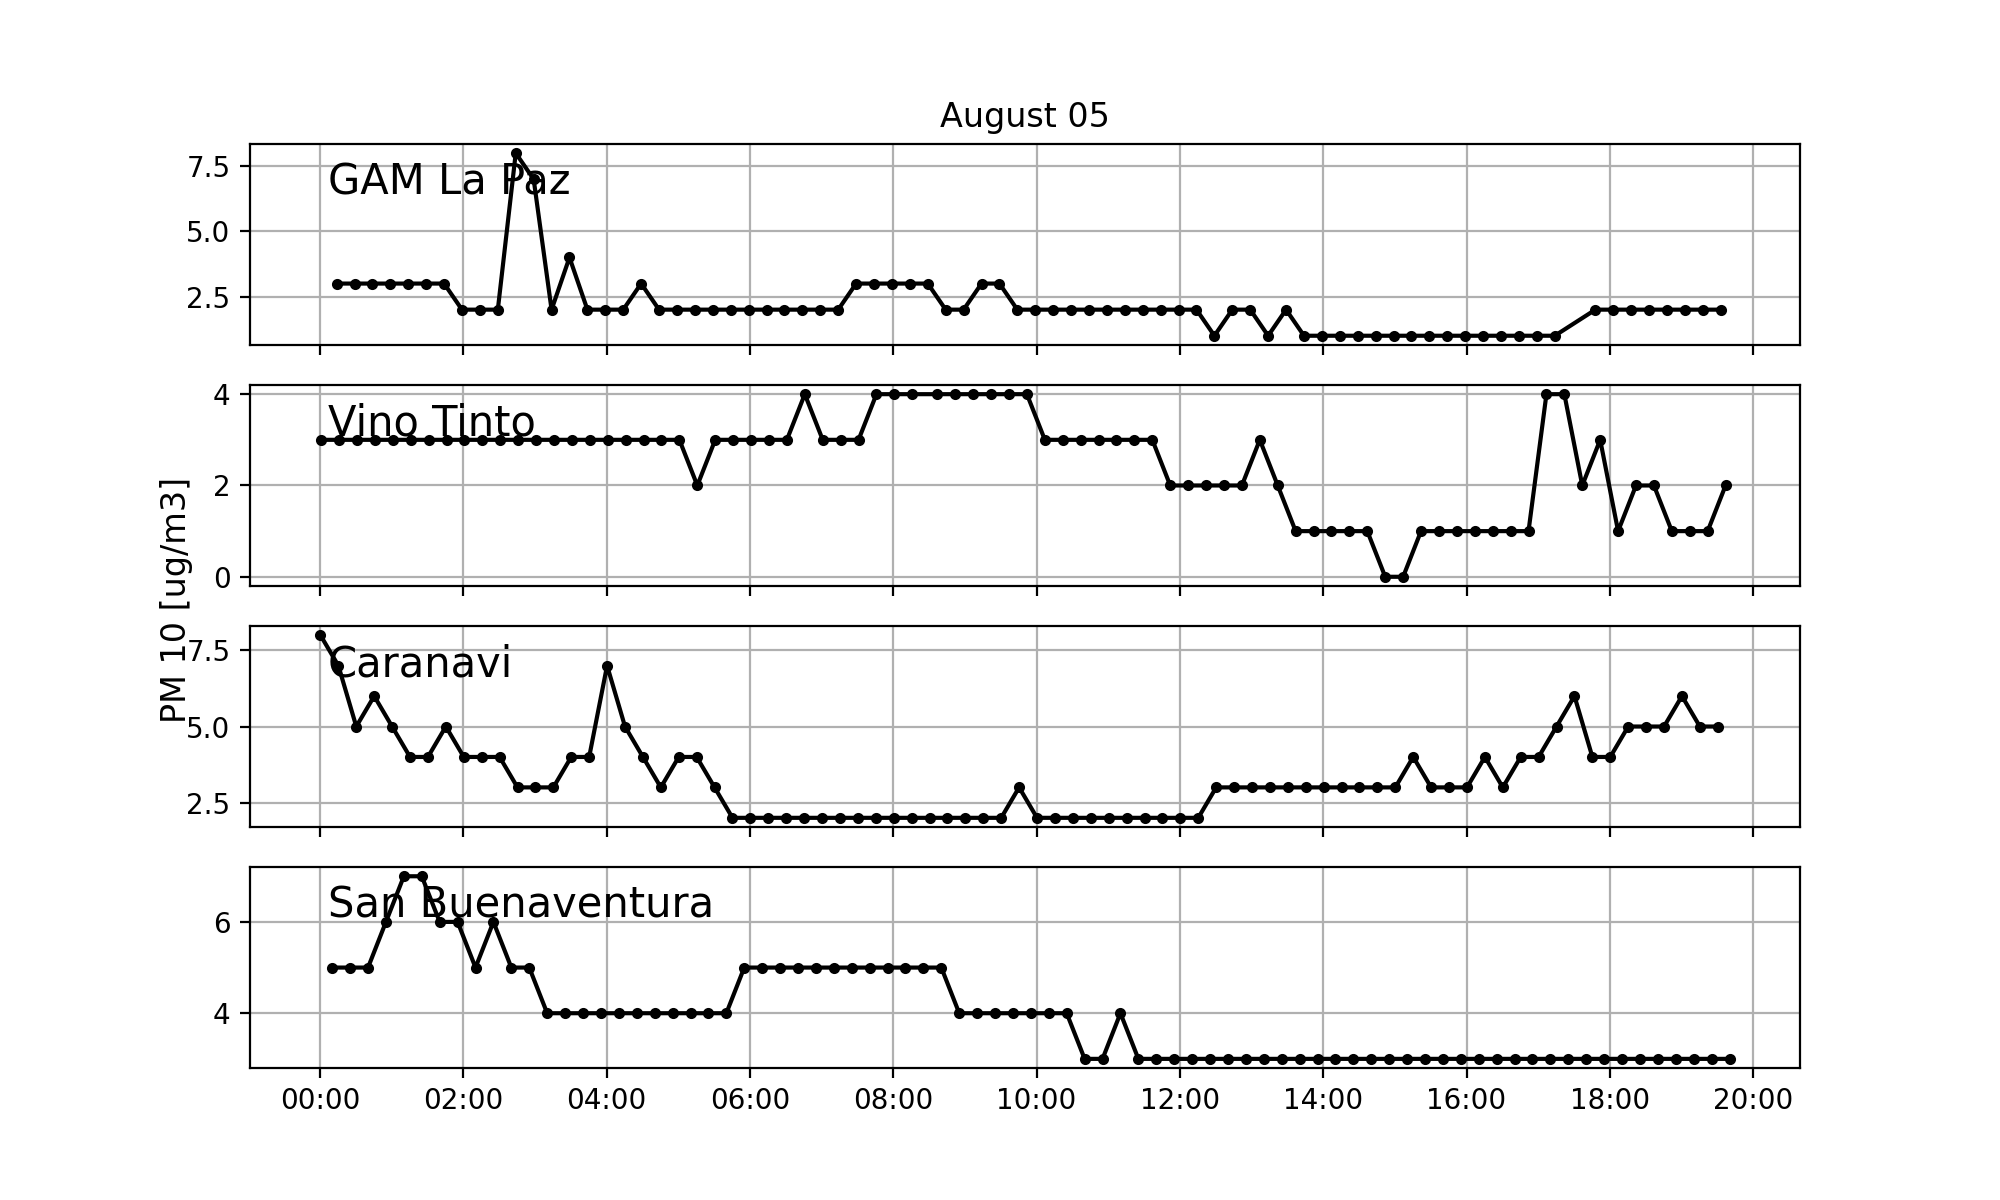 August 05
PM 10 [ug/m3]
GAM La Paz
7.5
5.0
2.5
Vino Tinto
4
2
0
Caranavi
7.5
5.0
2.5
San Buenaventura
6
4
00:00 02:00 04:00 06:00 08:00 10:00 12:00 14:00 16:00 18:00 20:00